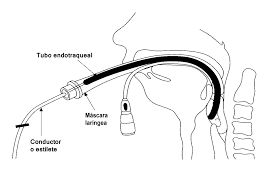 Tubo endotraqueal
Máscara
laríngea
Conductor
o estilete